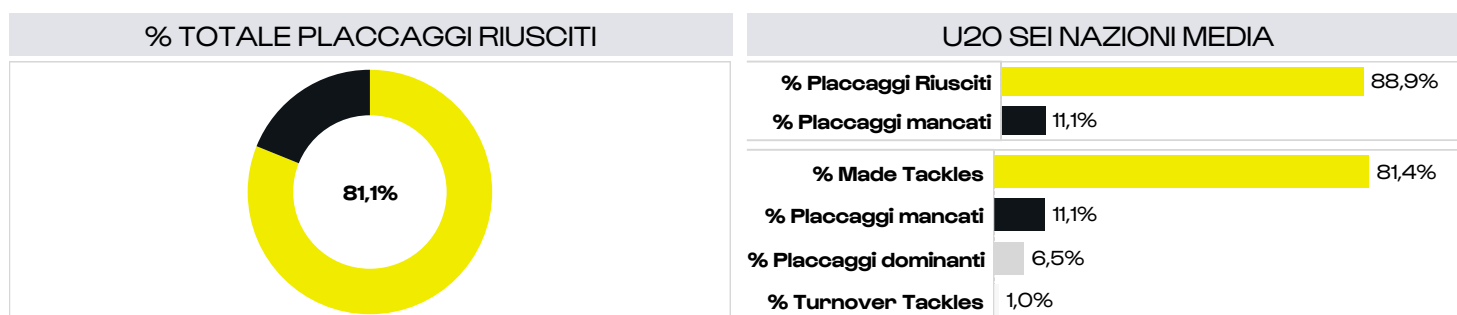 % TOTALE PLACCAGGI RIUSCITI
81,1%
U20 SEI NAZIONI MEDIA
% Placcaggi Riusciti 88,9%
% Placcaggi mancati 11,1%
% Made Tackles 81,4%
% Placcaggi mancati 11,1%
% Placcaggi dominanti 6,5%
% Turnover Tackles 1,0%